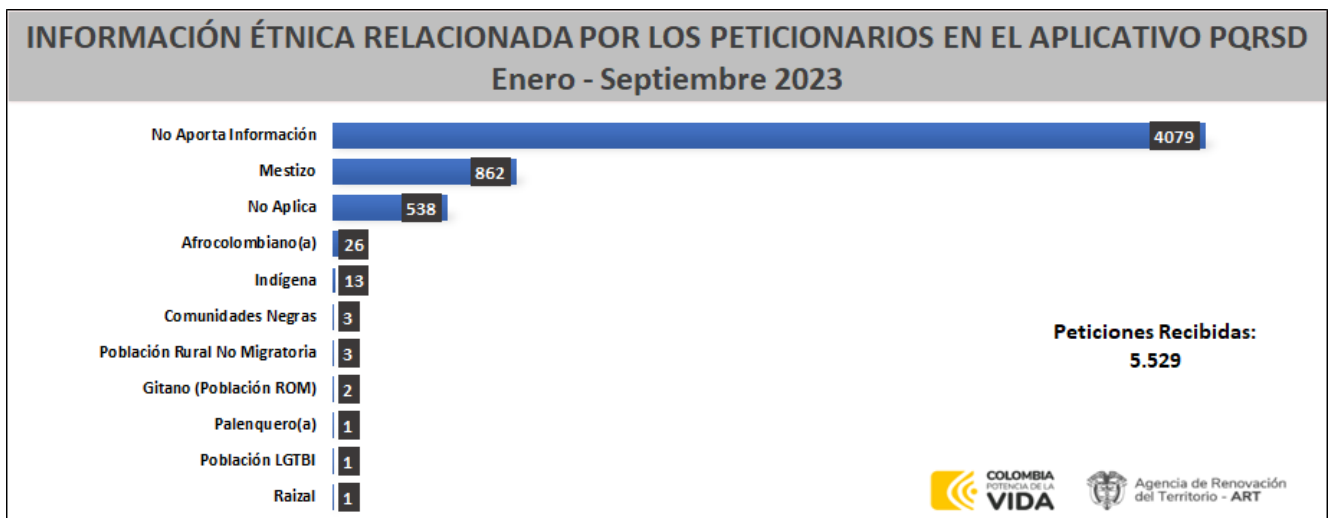 INFORMACIÓN ÉTNICA RELACIONADA POR LOS PETICIONARIOS EN EL APLICATIVO PQRSD
Enero - Septiembre 2023
No Aporta Información 4079
Mestizo 862
No Aplica 538
Afrocolombiano(a) 26
Indígena 13
Comunidades Negras 3
Población Rural No Migratoria 3
Gitano (Población ROM) 2
Palenquero(a) 1
Población LGTBI 1
Raizal 1
Peticiones Recibidas:
5.529
COLOMBIA
POTENCIA DE LA
VIDA
Agencia de Renovación
del Territorio - ART